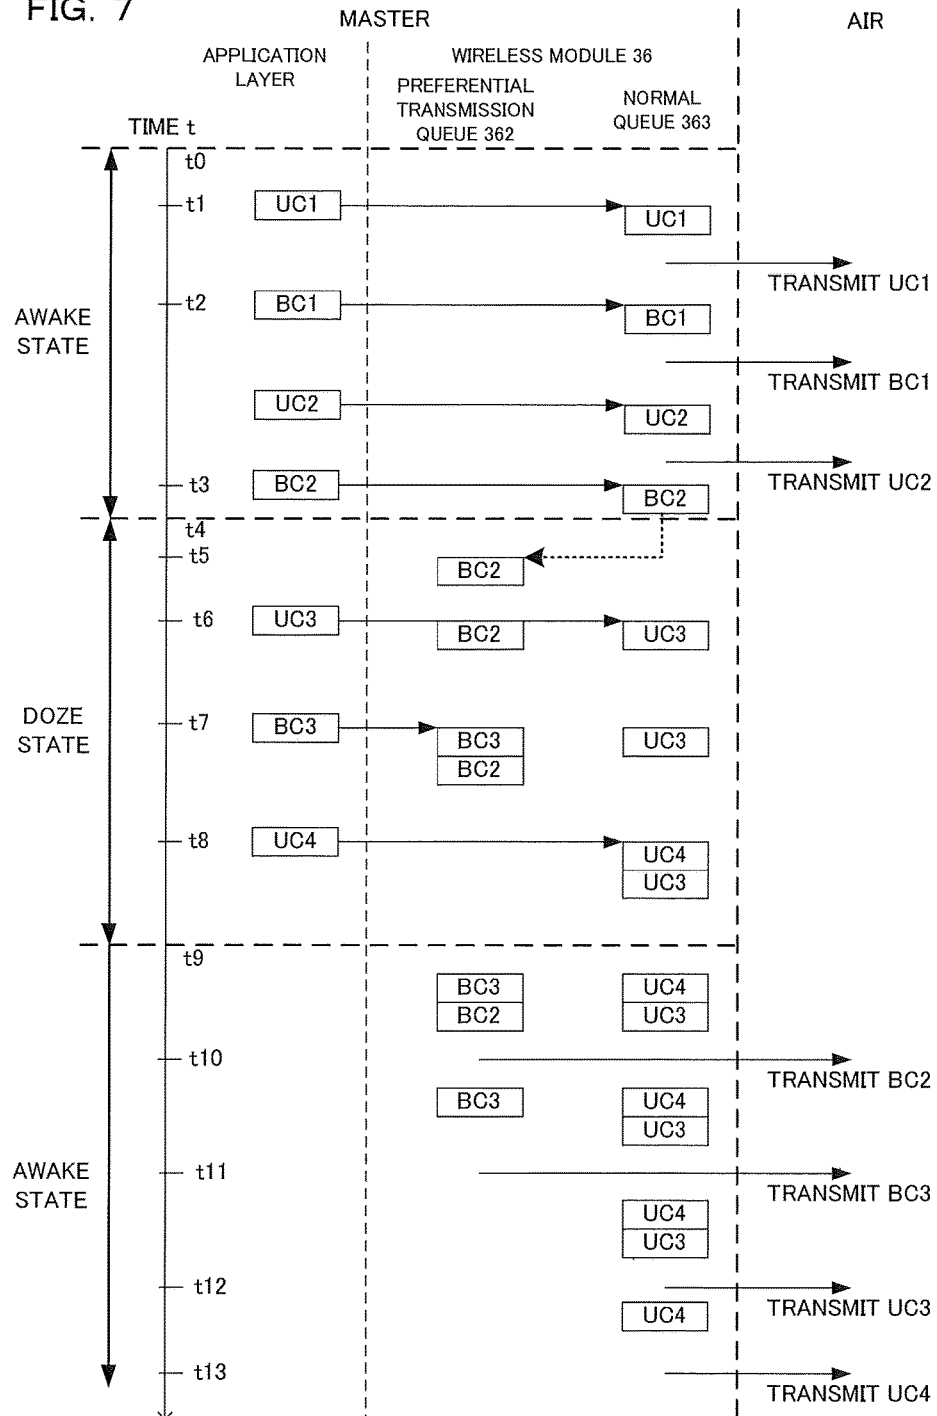 FIG. 7
MASTER
AIR
APPLICATION
LAYER
WIRELESS MODULE 36
PREFERENTIAL
TRANSMISSION
QUEUE 362
NORMAL
QUEUE 363
TIME t
t0
t1
UC1
UC1
TRANSMIT UC1
t2
BC1
BC1
AWAKE
STATE
TRANSMIT BC1
UC2
UC2
TRANSMIT UC2
t3
BC2
BC2
t4
t5
BC2
t6
UC3
BC2
UC3
DOZE
STATE
t7
BC3
BC3
UC3
BC2
t8
UC4
UC4
UC3
t9
BC3
UC4
BC2
UC3
t10
TRANSMIT BC2
BC3
UC4
UC3
AWAKE
STATE
t11
TRANSMIT BC3
UC4
UC3
t12
TRANSMIT UC3
UC4
t13
TRANSMIT UC4